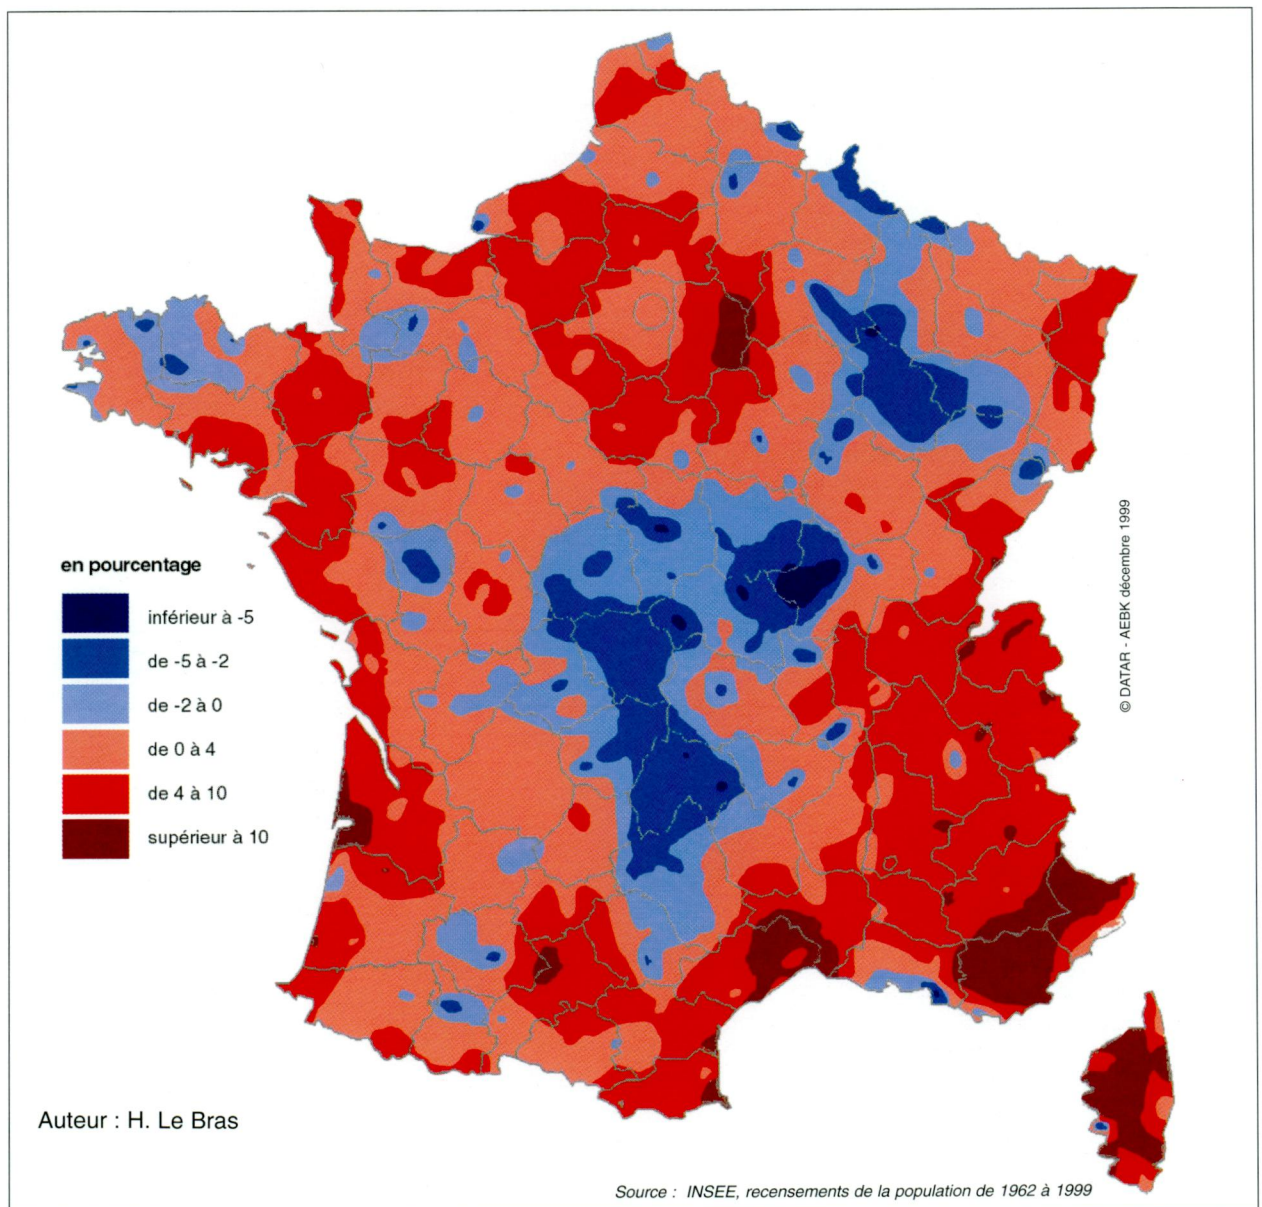 en pourcentage
inférieur à -5
de -5 à -2
de -2 à 0
de 0 à 4
de 4 à 10
supérieur à 10
© DATAR - AEBK décembre 1999
Auteur : H. Le Bras
Source : INSEE, recensements de la population de 1962 à 1999